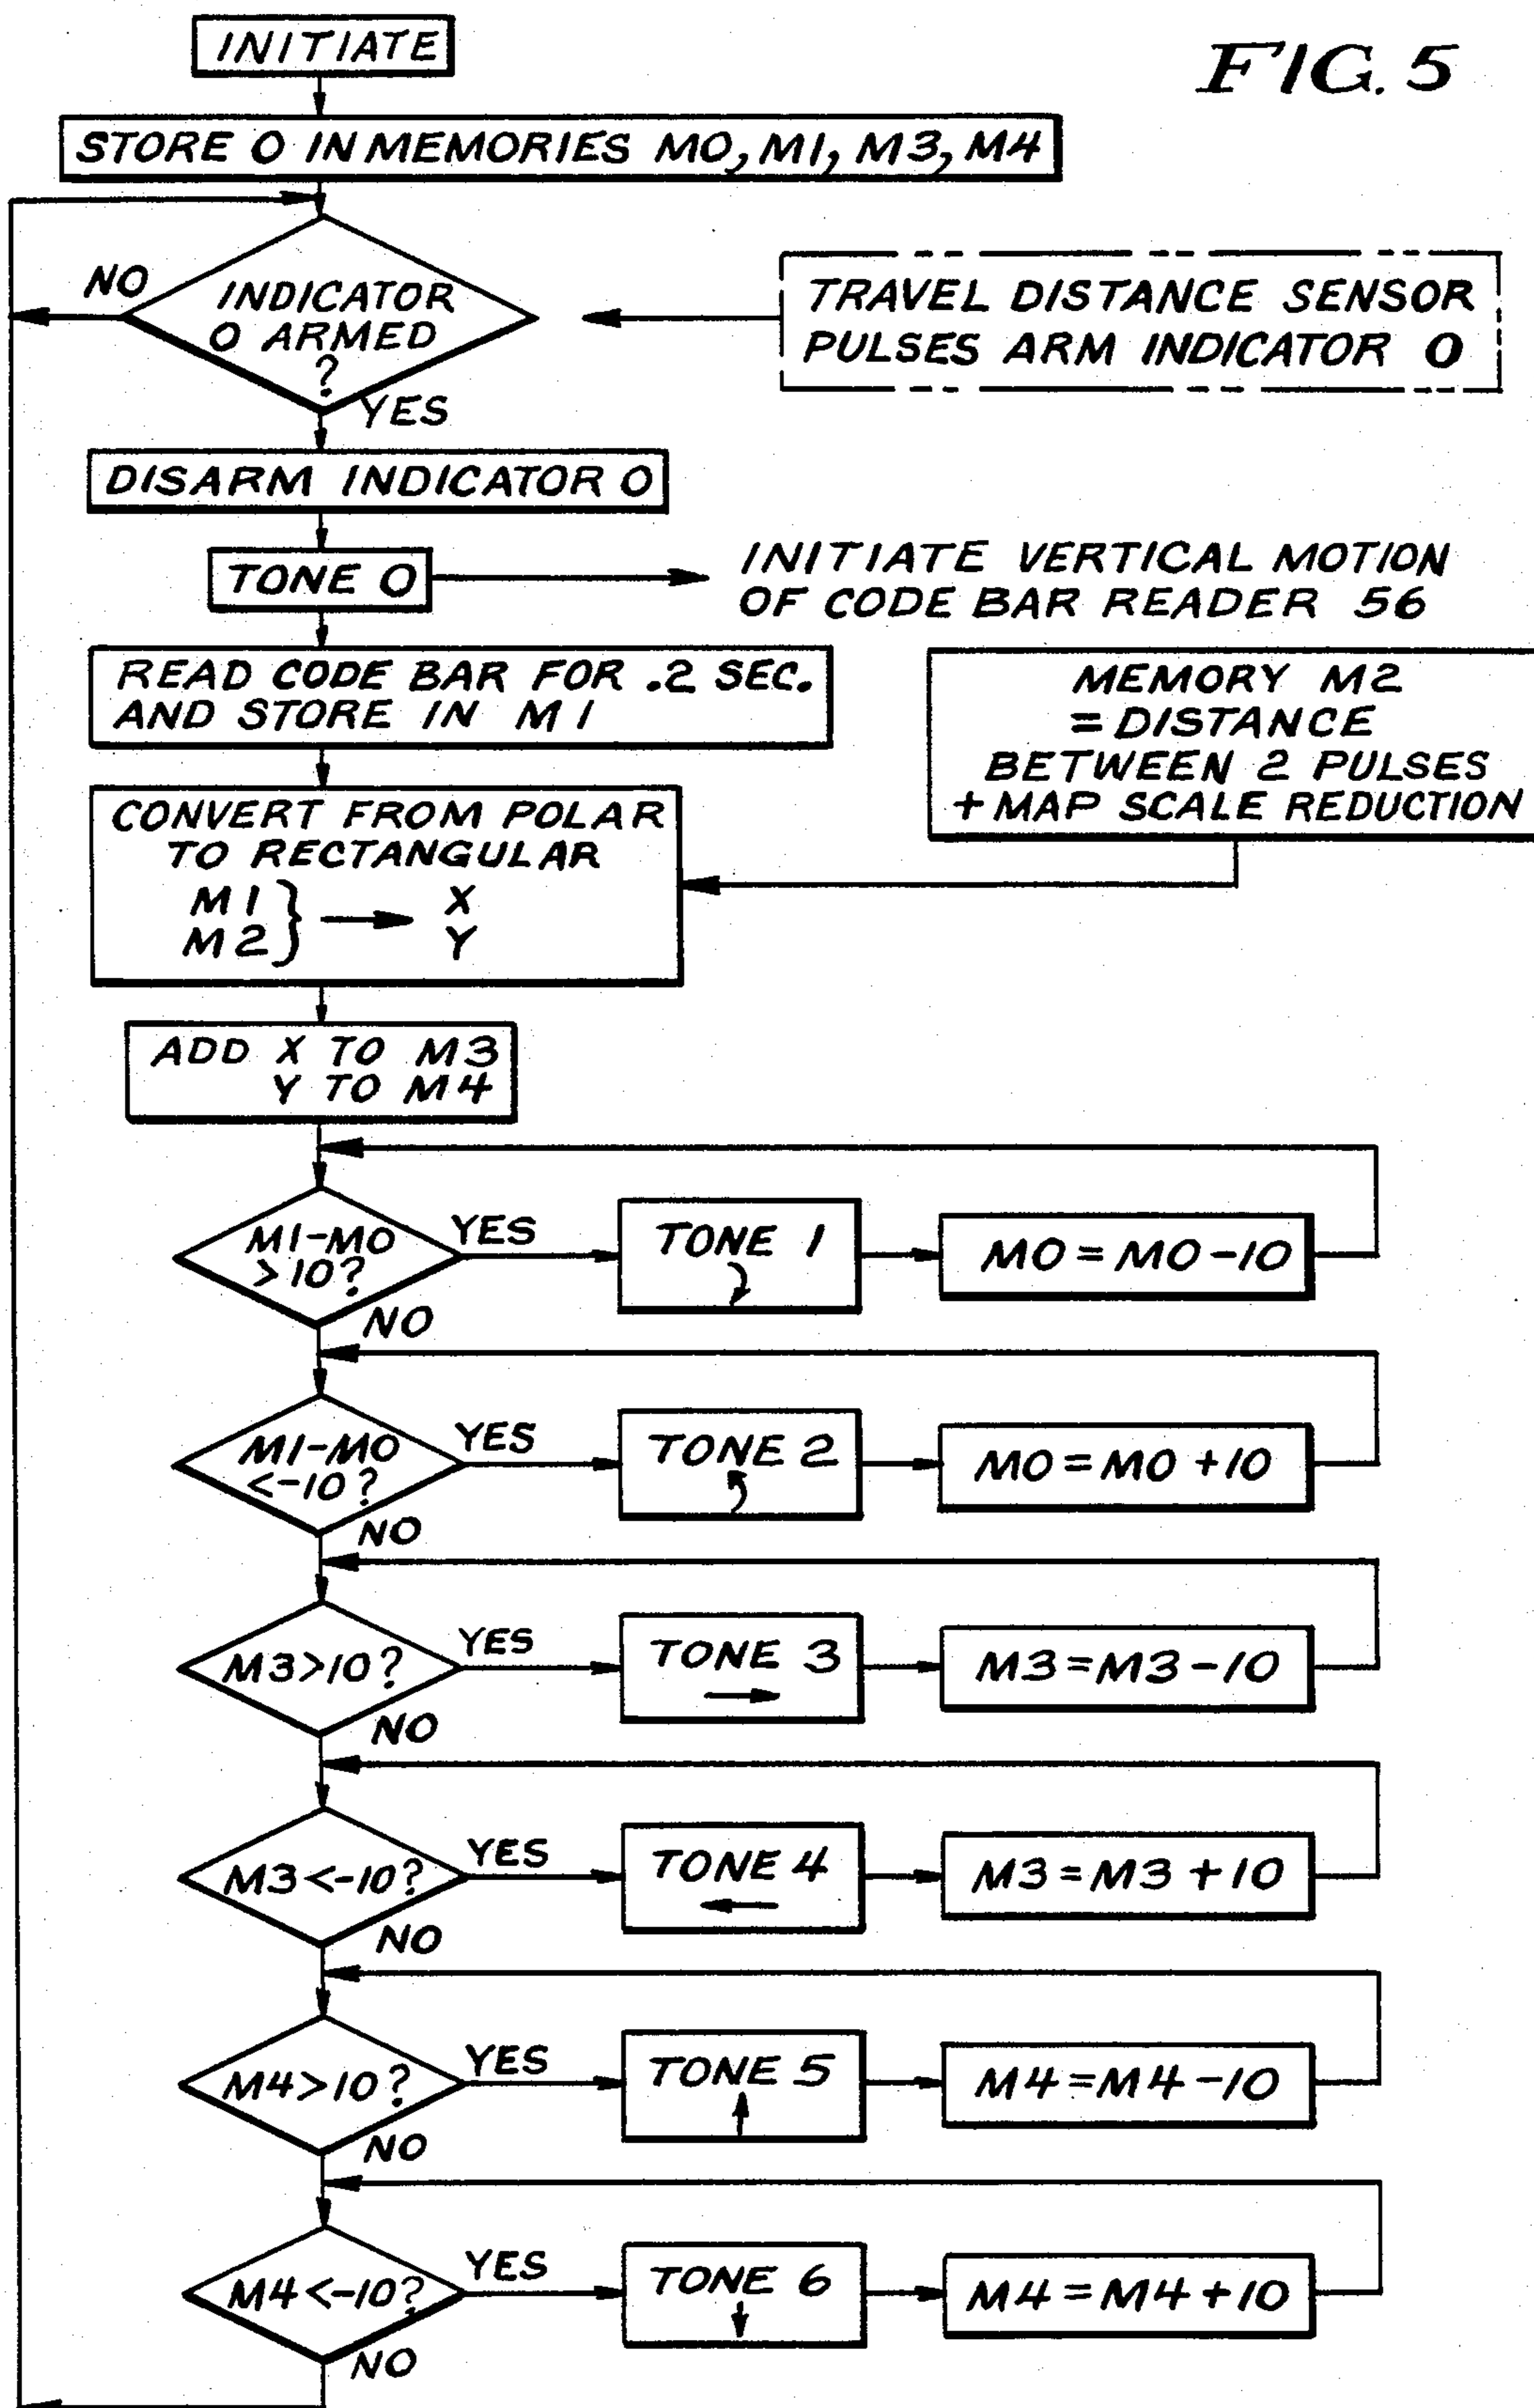 FIG. 5
INITIATE
STORE 0 IN MEMORIES M0, M1, M3, M4
NO
INDICATOR
0 ARMED
?
YES
TRAVEL DISTANCE SENSOR
PULSES ARM INDICATOR 0
DISARM INDICATOR 0
TONE 0
INITIATE VERTICAL MOTION
OF CODE BAR READER 56
READ CODE BAR FOR .2 SEC.
AND STORE IN M1
MEMORY M2
= DISTANCE
BETWEEN 2 PULSES
+ MAP SCALE REDUCTION
CONVERT FROM POLAR
TO RECTANGULAR
M1 } → X
M2 } Y
ADD X TO M3
Y TO M4
M1-M0
>10?
YES
TONE 1
M0 = M0-10
NO
M1-M0
<-10?
YES
TONE 2
M0 = M0 +10
NO
M3>10?
YES
TONE 3
→
M3 = M3-10
NO
M3<-10?
YES
TONE 4
←
M3 = M3 +10
NO
M4>10?
YES
TONE 5
↑
M4 = M4-10
NO
M4<-10?
YES
TONE 6
↓
M4 = M4+10
NO